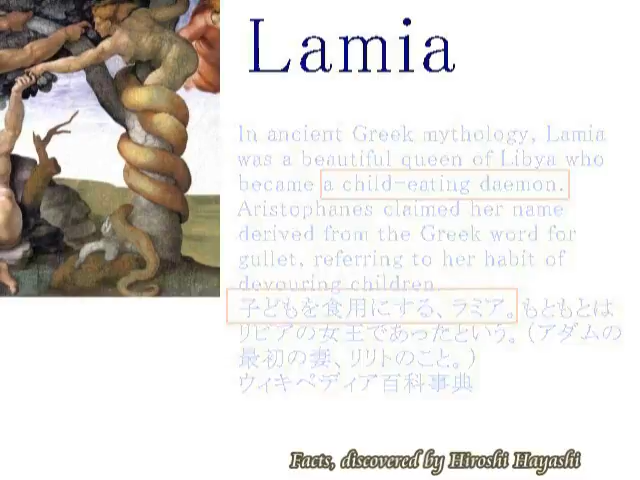 Lamia
In ancient Greek mythology, Lamia
was a beautiful queen of Libya who
became a child-eating daemon.
Aristophanes claimed her name
derived from the Greek word for
gullet, referring to her habit of
devouring children.
子どもを食用にする、ラミア。もともとは
リビアの女王であったという。（アダムの
最初の妻、リリトのこと。）
ウィキペディア百科事典
Facts, discovered by Hiroshi Hayashi